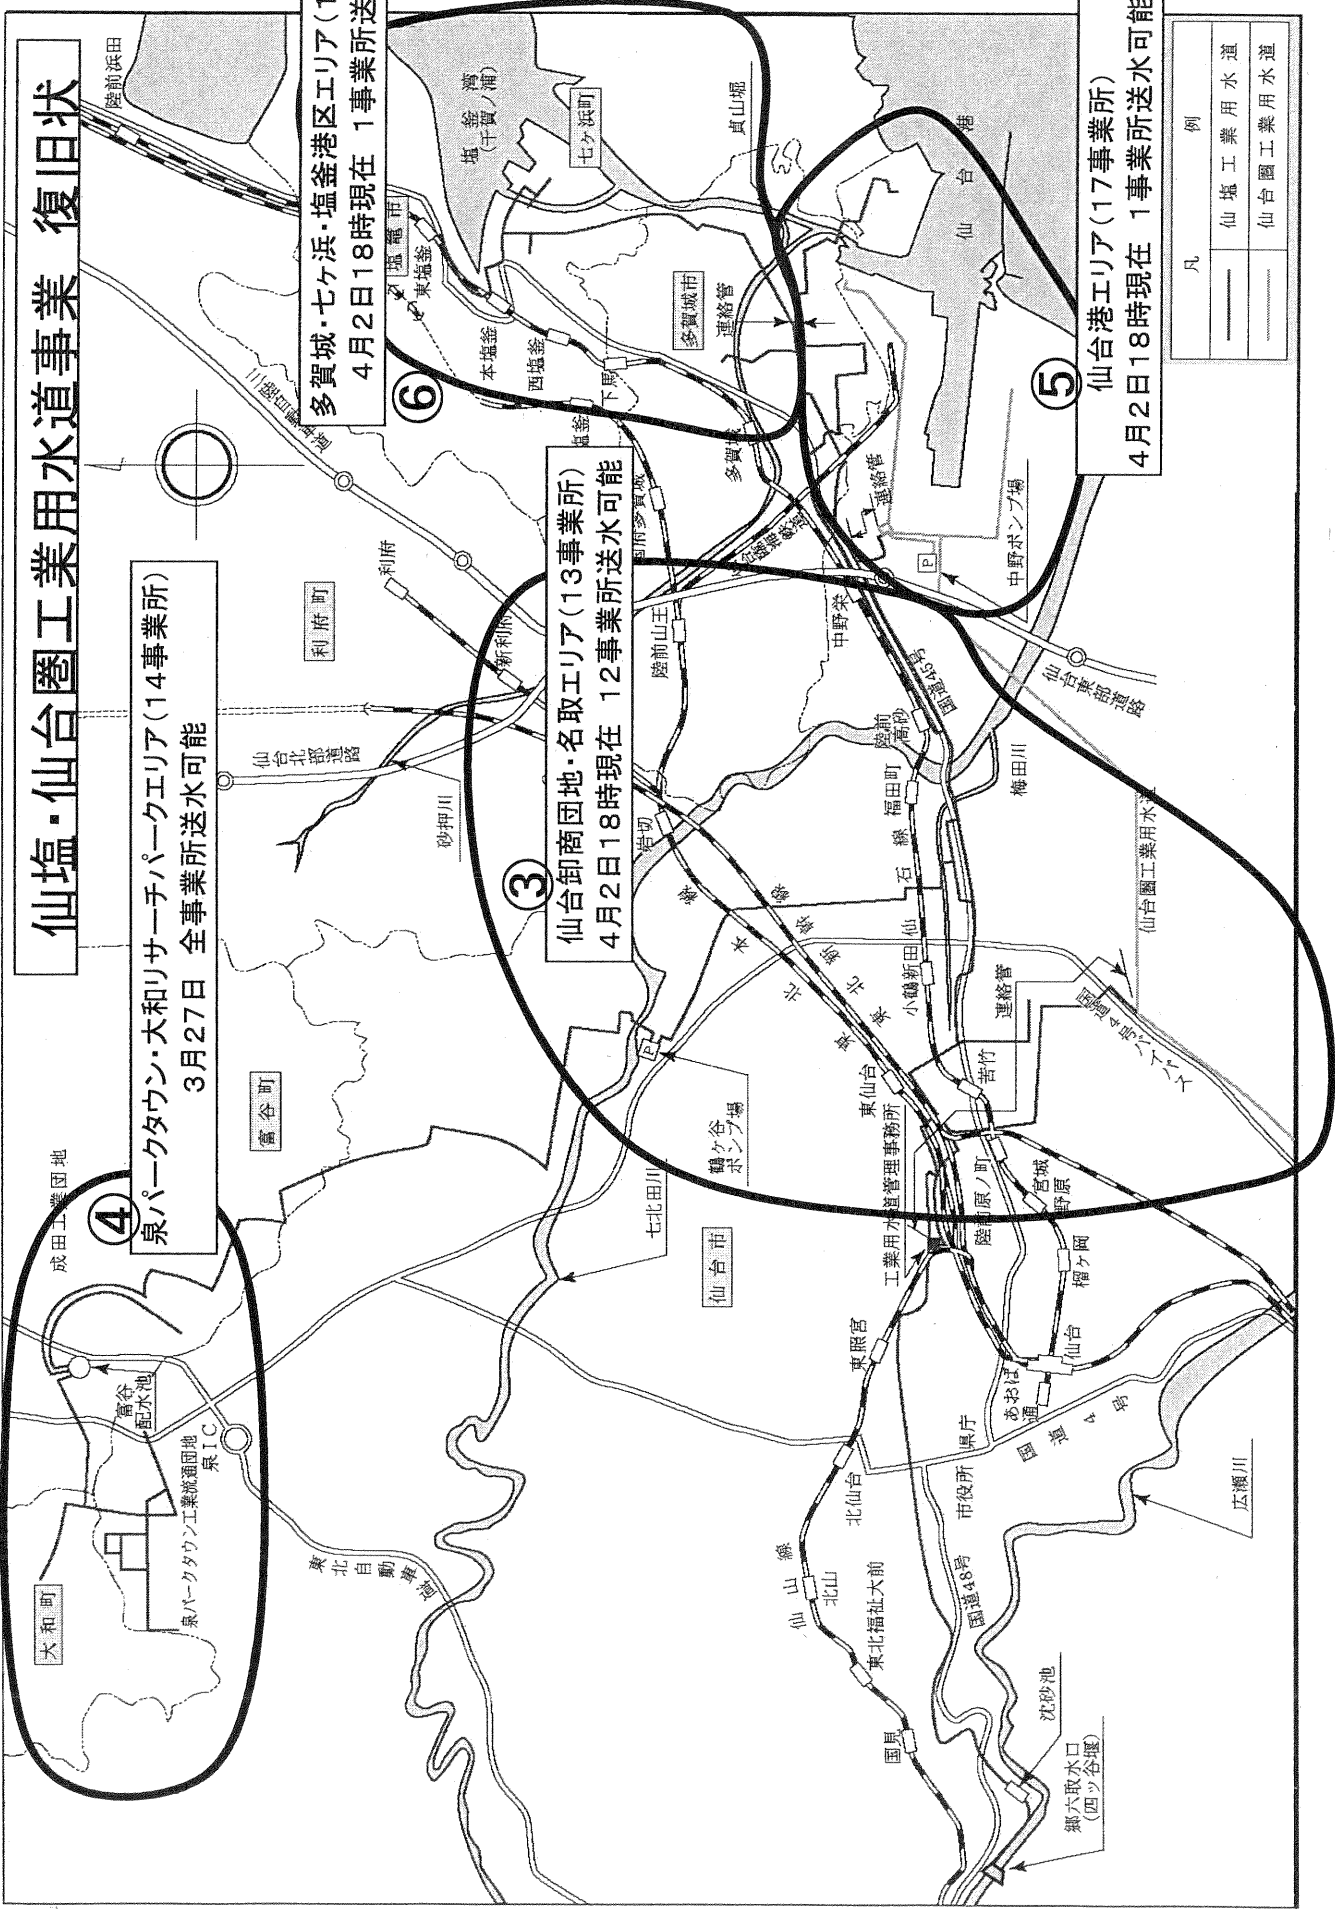 仙塩・仙台圏工業用水道事業 復旧状
④
泉パークタウン・大和リサーチパークエリア(14事業所)
3月27日 全事業所送水可能
③
仙台卸商団地・名取エリア(13事業所)
4月2日18時現在 12事業所送水可能
⑥
多賀城・七ヶ浜・塩釜港区エリア(1
4月2日18時現在 1事業所送
⑤
仙台港エリア(17事業所)
4月2日18時現在 1事業所送水可能
凡例
仙塩工業用水道
仙台圏工業用水道
大和町
成田工業団地
富谷
配水池
泉パークタウン工業流通団地
泉IC
富谷町
利府町
利府
新利府
仙台北部道路
砂押川
三陸自動車道
陸前浜田
塩竈市
東塩釜
本塩釜
西塩釜
下馬
塩釜
塩釜湾
(千賀ノ浦)
七ヶ浜町
貞山堀
多賀城市
連絡管
多賀城
国府多賀城
陸前山王
岩切
仙台港
連絡管
中野ポンプ場
P
中野栄
国道45号
陸前
高砂
福田町
仙石線
小鶴新田
梅田川
仙台東部道路
仙台圏工業用水道
連絡管
国道4号バイパス
苦竹
東北本線
東北新幹線
東仙台
工業用水道管理事務所
陸前原ノ町
宮城
野原
榴ヶ岡
仙台
あおば
通
P
鶴ヶ谷
ポンプ場
七北田川
仙台市
東北自動車道
東照宮
北仙台
仙山線
北山
東北福祉大前
国見
県庁
市役所
国道4号
国道48号
広瀬川
沈砂池
郷六取水口
(四ッ谷堰)